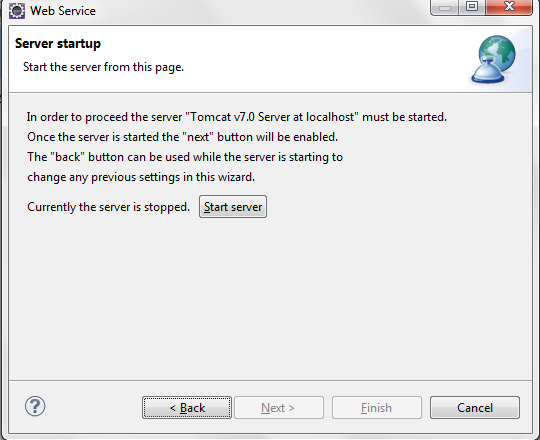 Web Service
Server startup
Start the server from this page.
In order to proceed the server "Tomcat v7.0 Server at localhost" must be started.
Once the server is started the "next" button will be enabled.
The "back" button can be used while the server is starting to
change any previous settings in this wizard.
Currently the server is stopped. Start server
? < Back Next > Finish Cancel